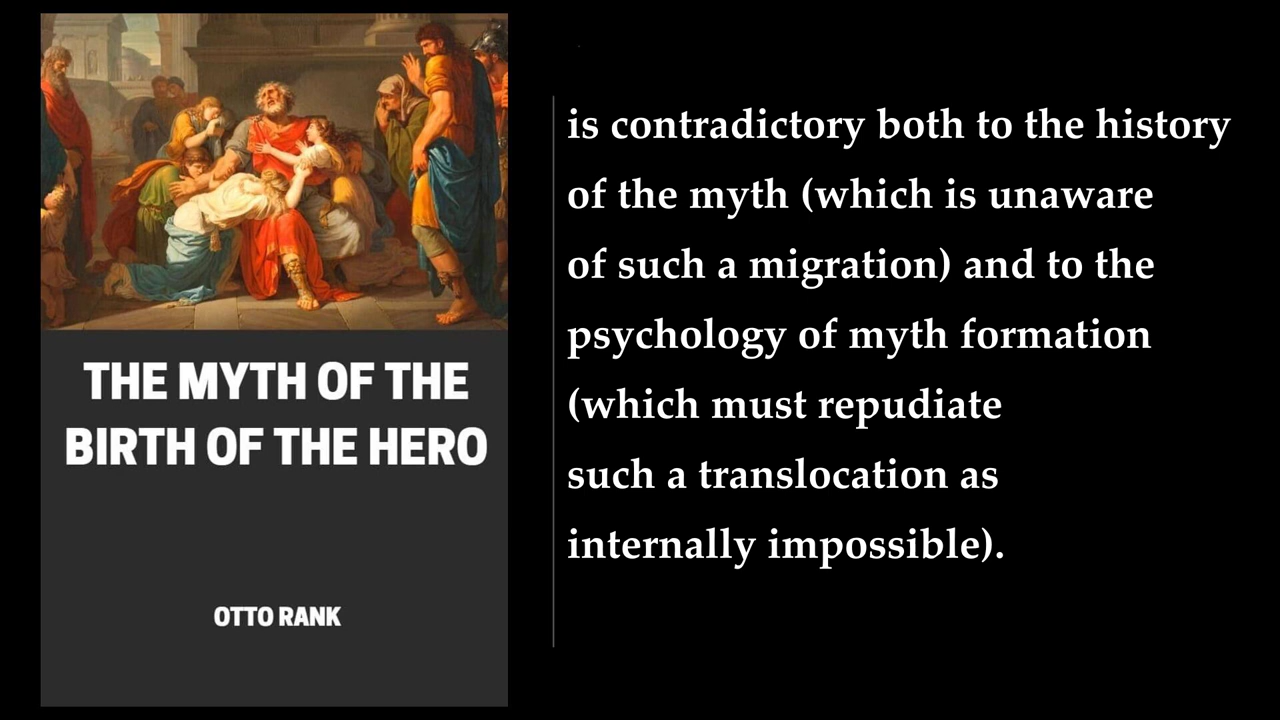 THE MYTH OF THE
BIRTH OF THE HERO
OTTO RANK
is contradictory both to the history
of the myth (which is unaware
of such a migration) and to the
psychology of myth formation
(which must repudiate
such a translocation as
internally impossible).